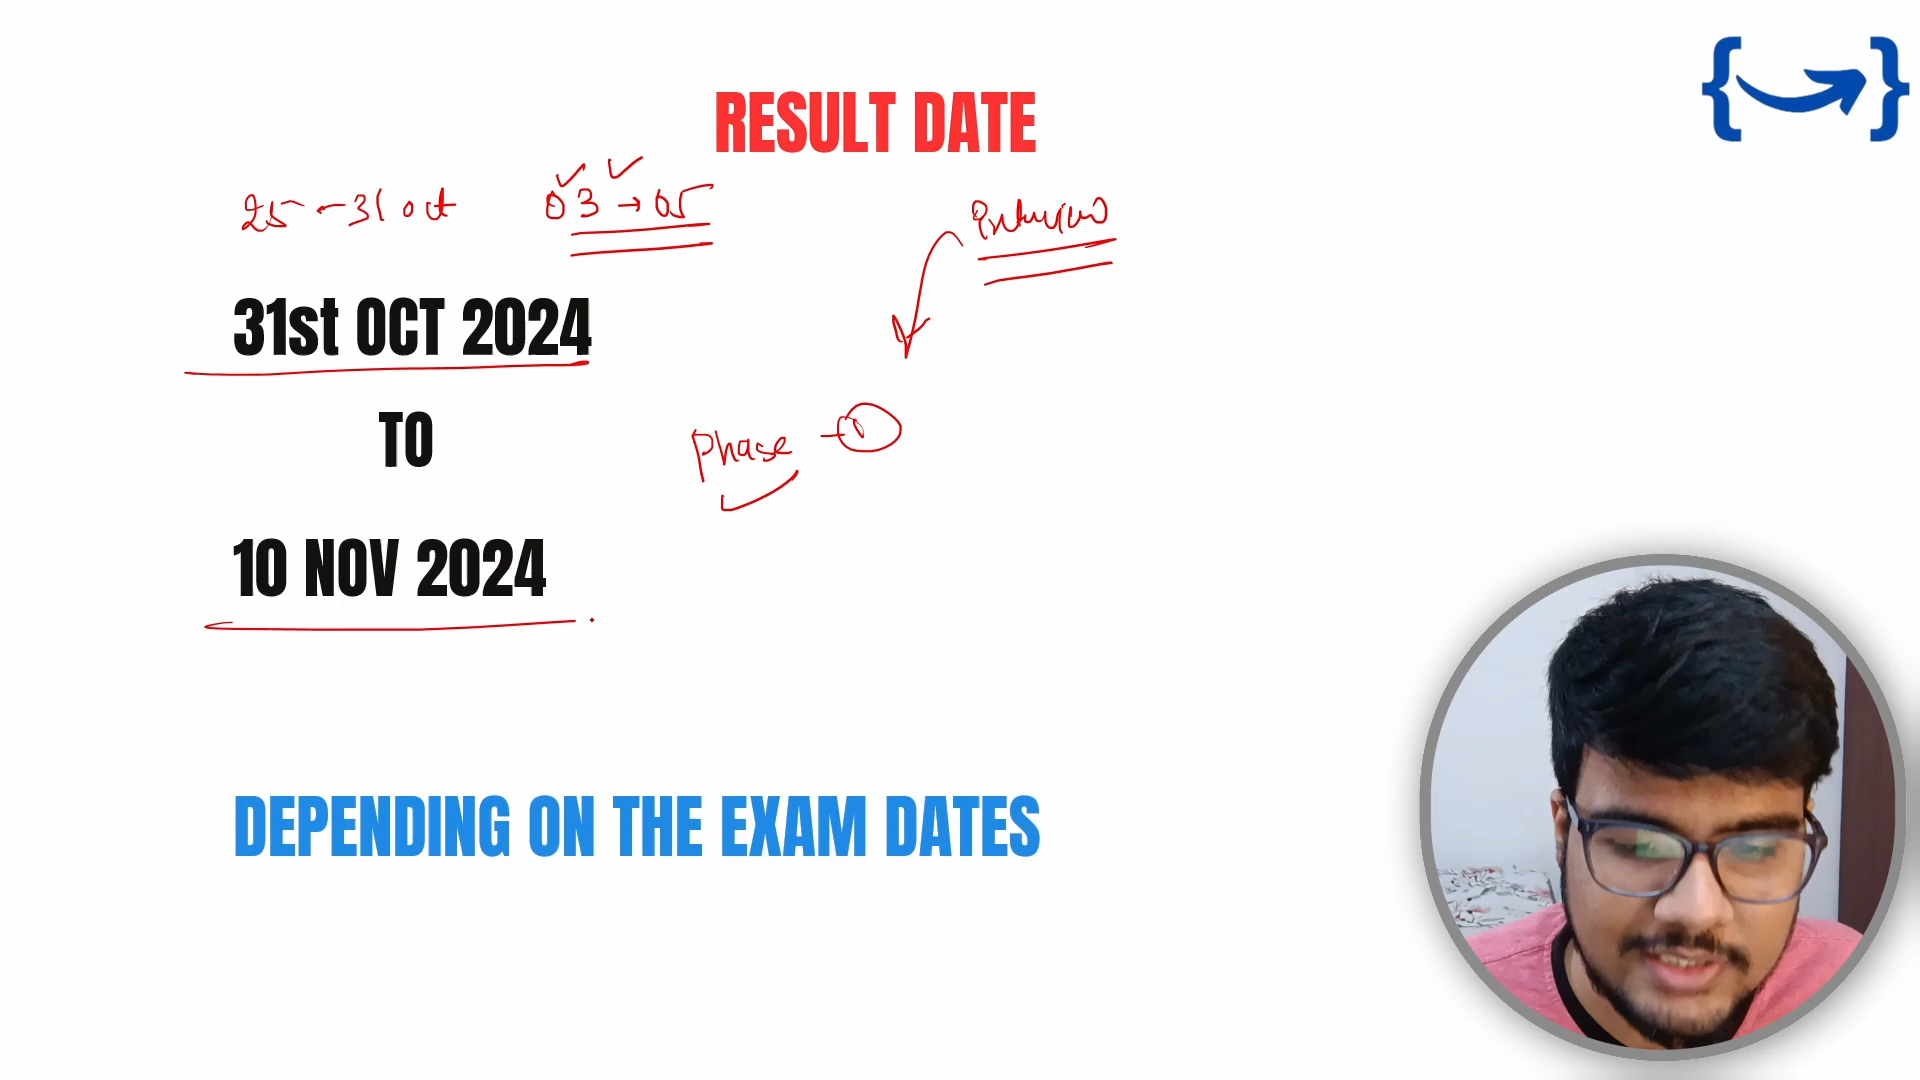 RESULT DATE
25 - 31 oct 03 → 05
Interview
31st OCT 2024
TO
Phase -
10 NOV 2024
DEPENDING ON THE EXAM DATES